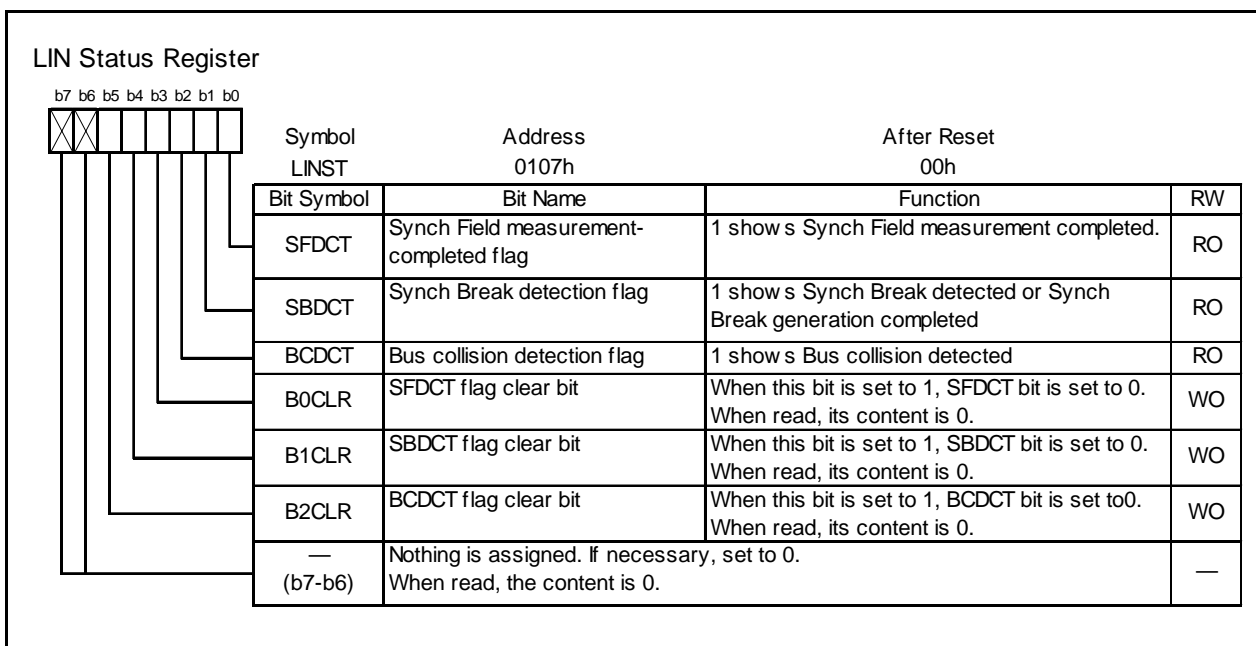 LIN Status Register
b7 b6 b5 b4 b3 b2 b1 b0
Symbol Address After Reset
LINST 0107h 00h
Bit Symbol Bit Name Function RW
SFDCT Synch Field measurement-completed flag 1 shows Synch Field measurement completed. RO
SBDCT Synch Break detection flag 1 shows Synch Break detected or Synch Break generation completed RO
BCDCT Bus collision detection flag 1 shows Bus collision detected RO
B0CLR SFDCT flag clear bit When this bit is set to 1, SFDCT bit is set to 0. When read, its content is 0. WO
B1CLR SBDCT flag clear bit When this bit is set to 1, SBDCT bit is set to 0. When read, its content is 0. WO
B2CLR BCDCT flag clear bit When this bit is set to 1, BCDCT bit is set to0. When read, its content is 0. WO
— (b7-b6) Nothing is assigned. If necessary, set to 0. When read, the content is 0. —